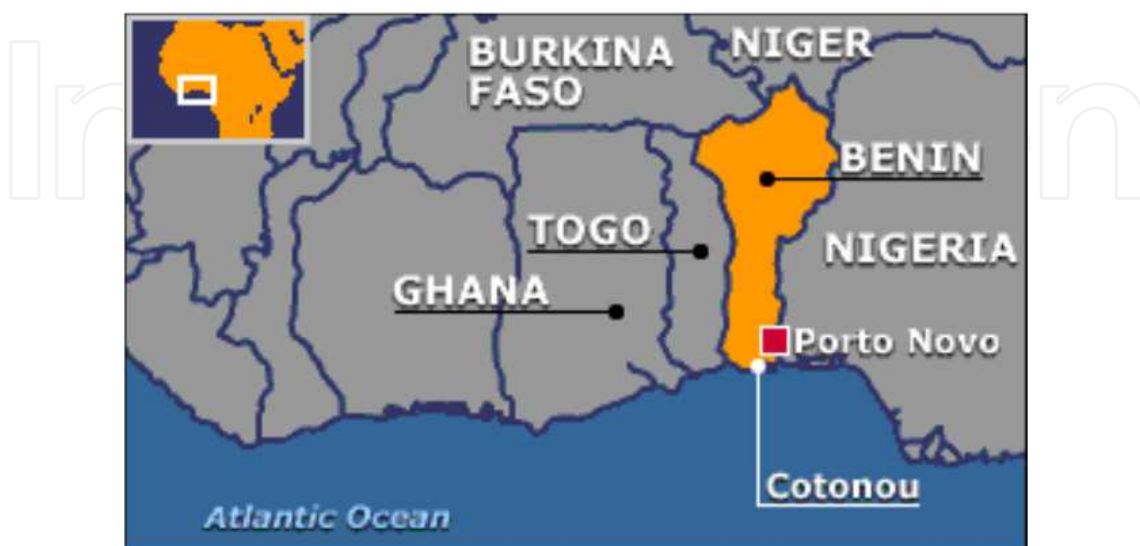 BURKINA
FASO
NIGER
BENIN
TOGO
NIGERIA
GHANA
Porto Novo
Cotonou
Atlantic Ocean